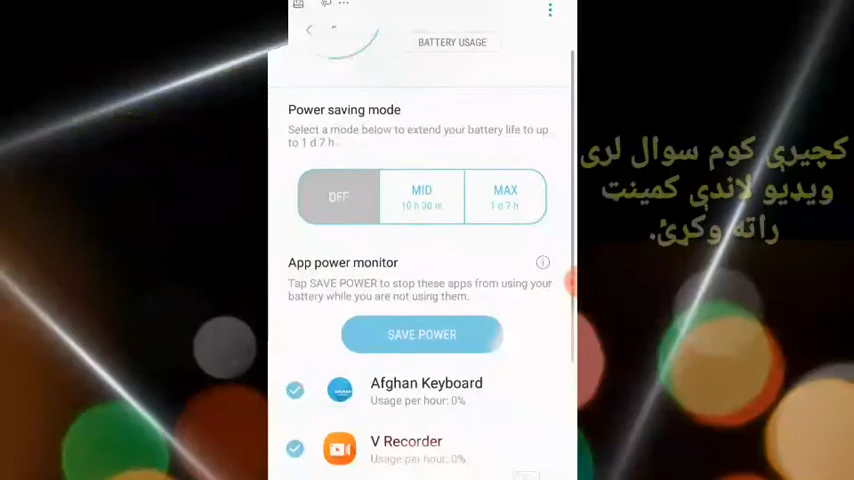 BATTERY USAGE
Power saving mode
Select a mode below to extend your battery life to up
to 1 d 7 h
OFF
MID
10 h 30 m
MAX
1 d 7 h
App power monitor
Tap SAVE POWER to stop these apps from using your
battery while you are not using them.
SAVE POWER
Afghan Keyboard
Usage per hour: 0%
V Recorder
Usage per hour: 0%
کچیرې کوم سوال لری
ویډیو لاندې کمینټ
راته وکړئ.